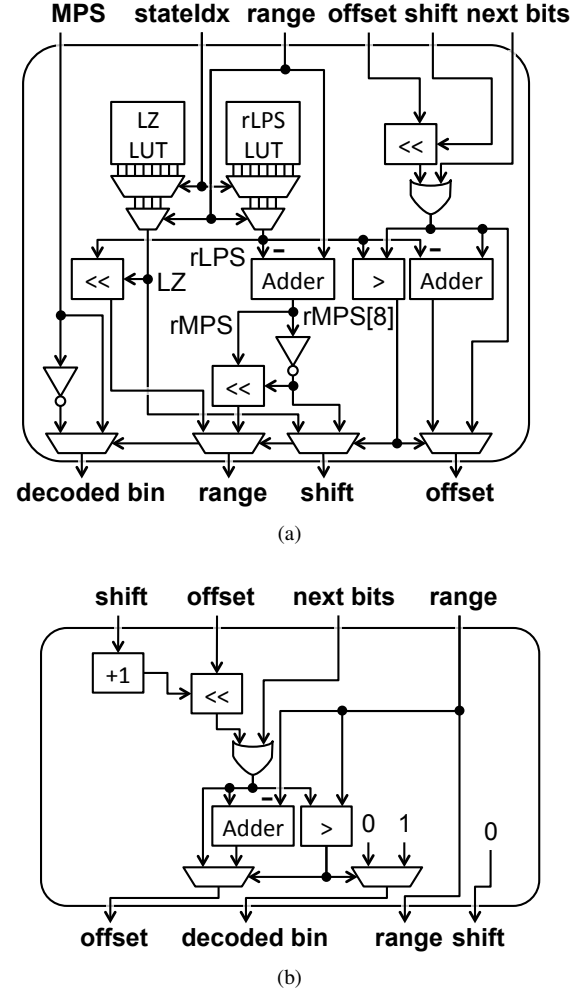 MPS stateIdx range offset shift next bits
LZ
LUT
rLPS
LUT
<<
rLPS
–
–
<<
LZ
Adder
>
Adder
rMPS
rMPS[8]
<<
decoded bin range shift offset
(a)
shift offset next bits range
+1
<<
–
Adder
>
0
1
0
offset decoded bin range shift
(b)